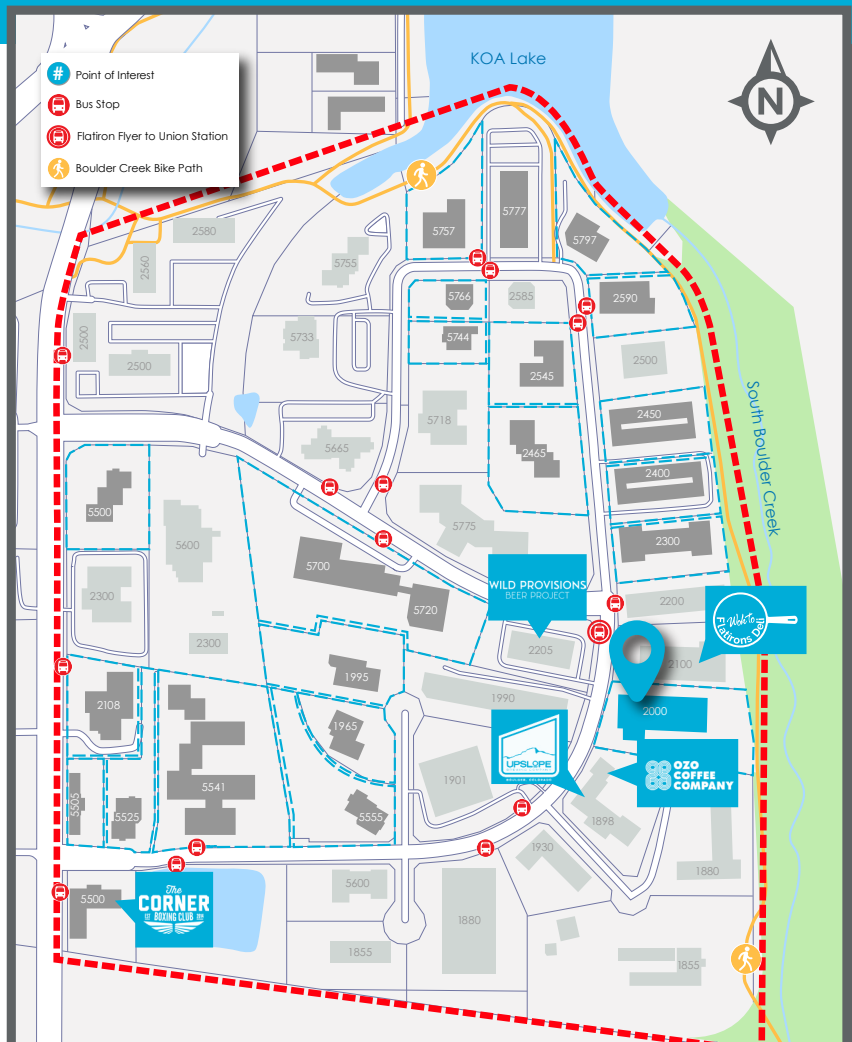 KOA Lake
#
Point of Interest
Bus Stop
Flatiron Flyer to Union Station
Boulder Creek Bike Path
N
2580
2560
5757
5777
5797
5755
5766
2585
2590
2500
2500
5733
5744
2545
2500
5718
2450
South Boulder Creek
5665
2465
2400
5500
5600
5775
2300
5700
WILD PROVISIONS
BEER PROJECT
2300
5720
2200
Wok to
Flatirons Deli
2205
2300
2100
1995
1990
2108
2000
1965
UPSLOPE
OZO
COFFEE
COMPANY
1901
5541
5505
5525
5555
1898
1930
1880
The
CORNER
BOXING CLUB
5500
5600
1880
1855
1855